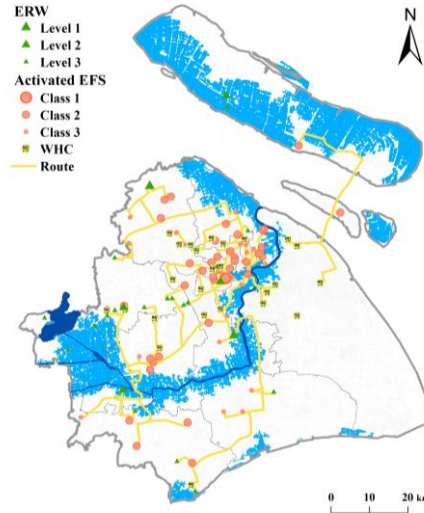 ERW
Level 1
Level 2
Level 3
Activated EFS
Class 1
Class 2
Class 3
WHC
Route
N
0 10 20 km